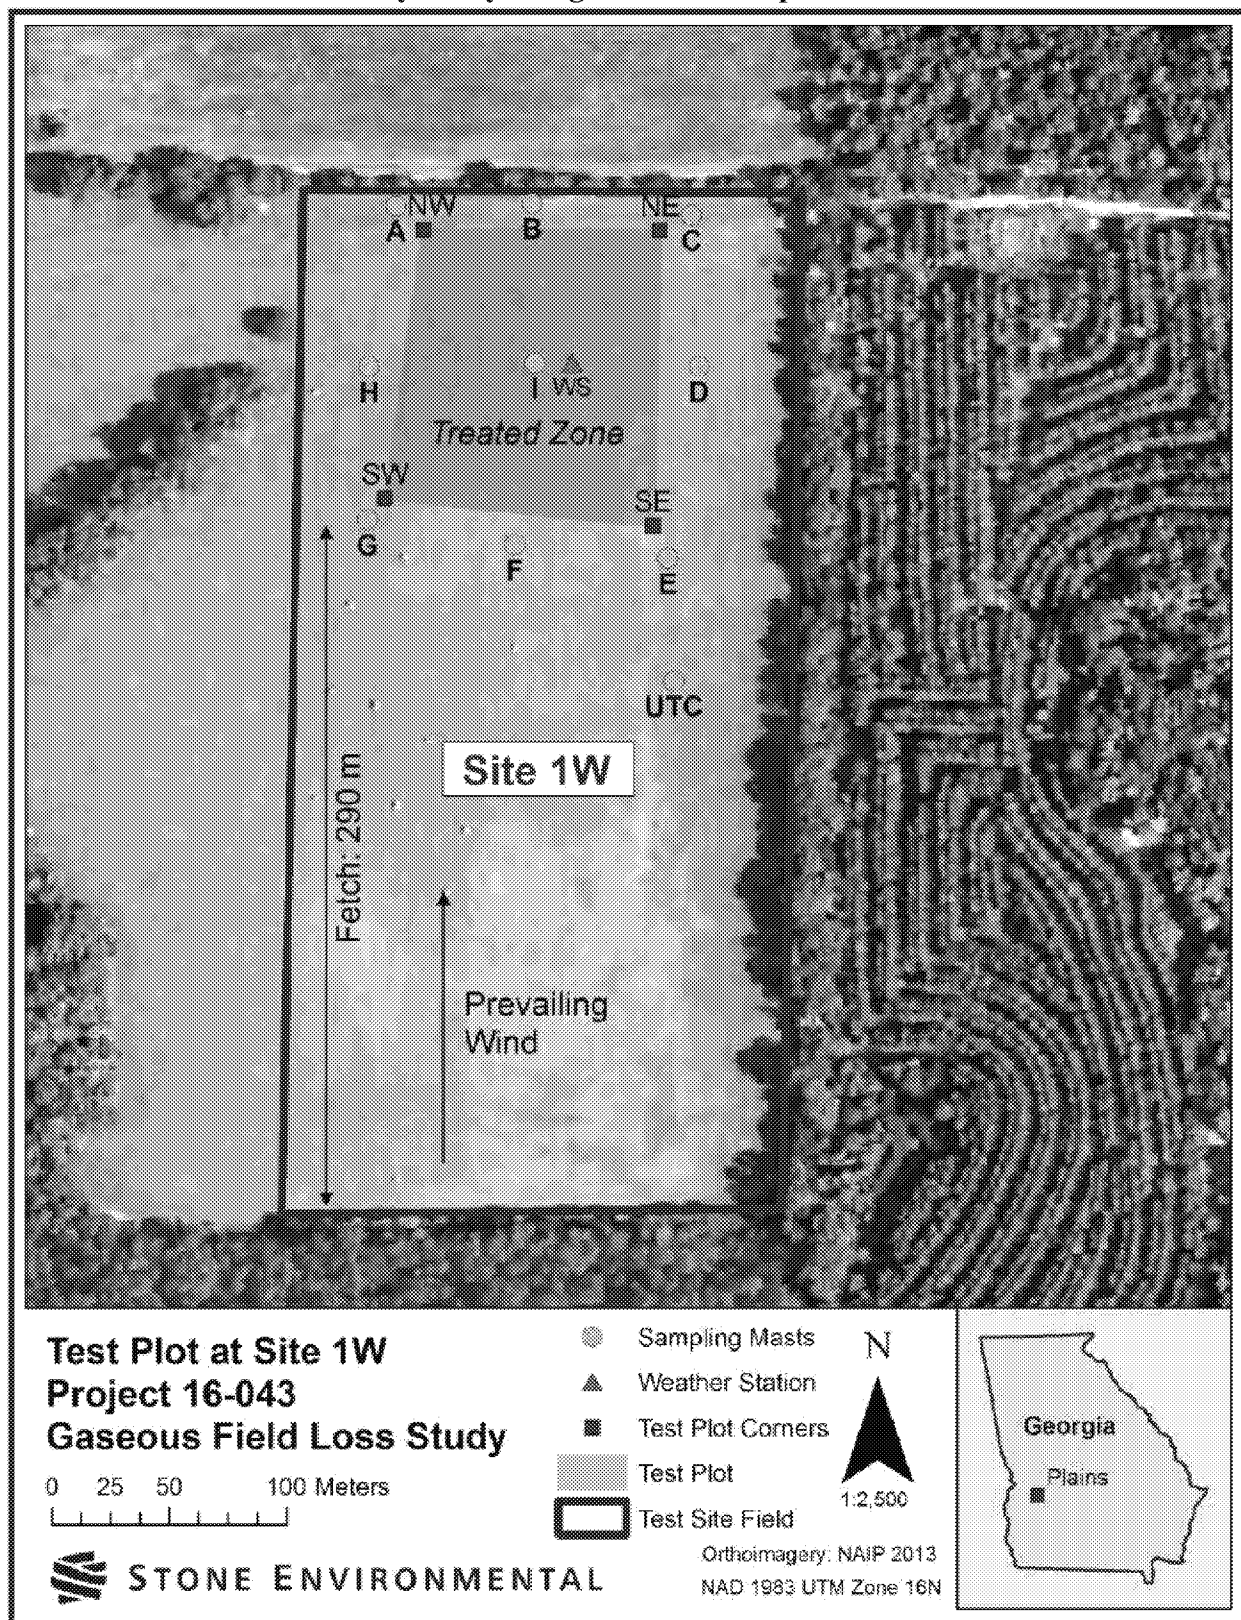 NW
NE
A
B
C
H
I
WS
D
Treated Zone
SW
SE
G
F
E
UTC
Site 1W
Fetch: 290 m
Prevailing
Wind
Test Plot at Site 1W
Project 16-043
Gaseous Field Loss Study
0 25 50 100 Meters
STONE ENVIRONMENTAL
Sampling Masts
Weather Station
Test Plot Corners
Test Plot
Test Site Field
N
1:2,500
Orthoimagery: NAIP 2013
NAD 1983 UTM Zone 16N
Georgia
Plains